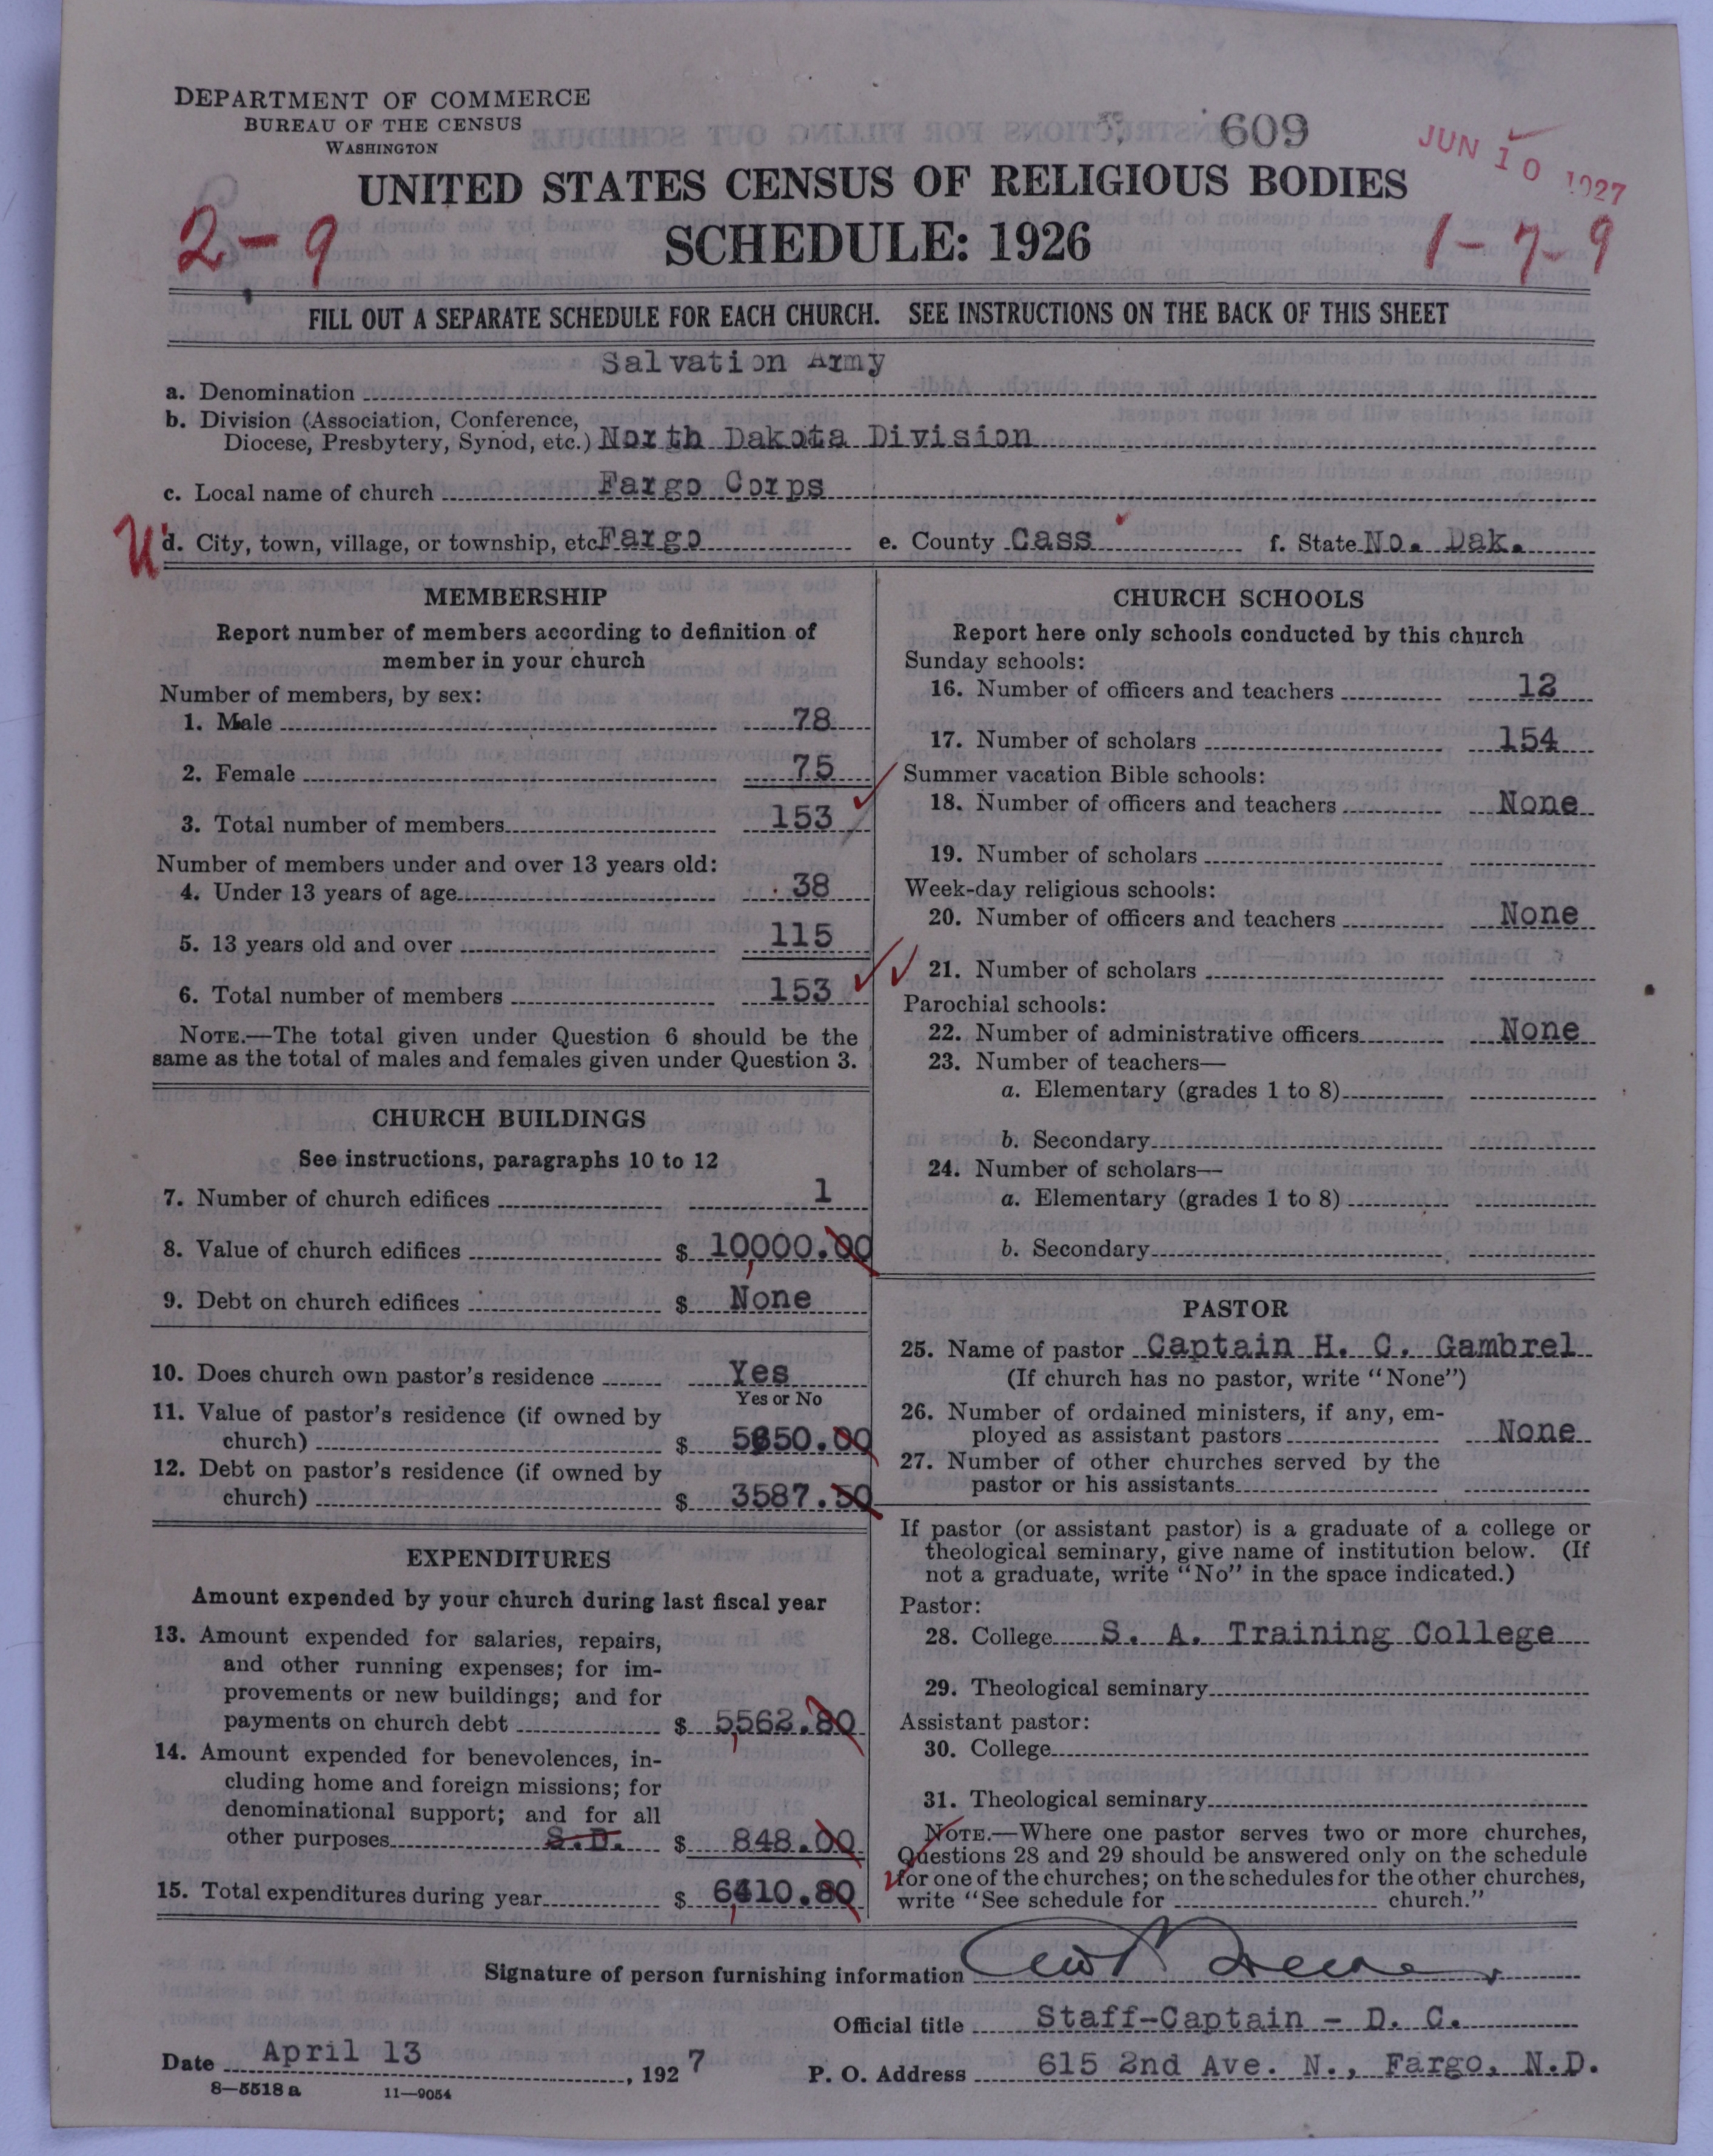 DEPARTMENT OF COMMERCE
BUREAU OF THE CENSUS
WASHINGTON
609
JUN 10 1927
UNITED STATES CENSUS OF RELIGIOUS BODIES
SCHEDULE: 1926
2-9
1-7-9
FILL OUT A SEPARATE SCHEDULE FOR EACH CHURCH. SEE INSTRUCTIONS ON THE BACK OF THIS SHEET
a. Denomination Salvation Army
b. Division (Association, Conference,
Diocese, Presbytery, Synod, etc.) North Dakota Division
c. Local name of church Fargo Corps
U d. City, town, village, or township, etc. Fargo e. County Cass f. State No. Dak.
MEMBERSHIP
Report number of members according to definition of
member in your church
Number of members, by sex:
1. Male 78
2. Female 75
3. Total number of members 153
Number of members under and over 13 years old:
4. Under 13 years of age 38
5. 13 years old and over 115
6. Total number of members 153
NOTE.—The total given under Question 6 should be the
same as the total of males and females given under Question 3.
CHURCH BUILDINGS
See instructions, paragraphs 10 to 12
7. Number of church edifices 1
8. Value of church edifices $ 10,000.00
9. Debt on church edifices $ None
10. Does church own pastor's residence Yes
Yes or No
11. Value of pastor's residence (if owned by
church) $ 50.00
12. Debt on pastor's residence (if owned by
church) $ 3587.50
EXPENDITURES
Amount expended by your church during last fiscal year
13. Amount expended for salaries, repairs,
and other running expenses; for im-
provements or new buildings; and for
payments on church debt $ 5,562.80
14. Amount expended for benevolences, in-
cluding home and foreign missions; for
denominational support; and for all
other purposes S.D. $ 848.00
15. Total expenditures during year $ 6,410.80
CHURCH SCHOOLS
Report here only schools conducted by this church
Sunday schools:
16. Number of officers and teachers 12
17. Number of scholars 154
Summer vacation Bible schools:
18. Number of officers and teachers None
19. Number of scholars
Week-day religious schools:
20. Number of officers and teachers None
21. Number of scholars
Parochial schools:
22. Number of administrative officers None
23. Number of teachers—
a. Elementary (grades 1 to 8)
b. Secondary
24. Number of scholars—
a. Elementary (grades 1 to 8)
b. Secondary
PASTOR
25. Name of pastor Captain H. C. Gambrel
(If church has no pastor, write "None")
26. Number of ordained ministers, if any, em-
ployed as assistant pastors None
27. Number of other churches served by the
pastor or his assistants
If pastor (or assistant pastor) is a graduate of a college or
theological seminary, give name of institution below. (If
not a graduate, write "No" in the space indicated.)
Pastor:
28. College S. A. Training College
29. Theological seminary
Assistant pastor:
30. College
31. Theological seminary
NOTE.—Where one pastor serves two or more churches,
Questions 28 and 29 should be answered only on the schedule
for one of the churches; on the schedules for the other churches,
write "See schedule for church."
Signature of person furnishing information
Official title Staff-Captain - D. C.
Date April 13, 1927 P. O. Address 615 2nd Ave. N., Fargo, N.D.
8—5518 a 11—9054